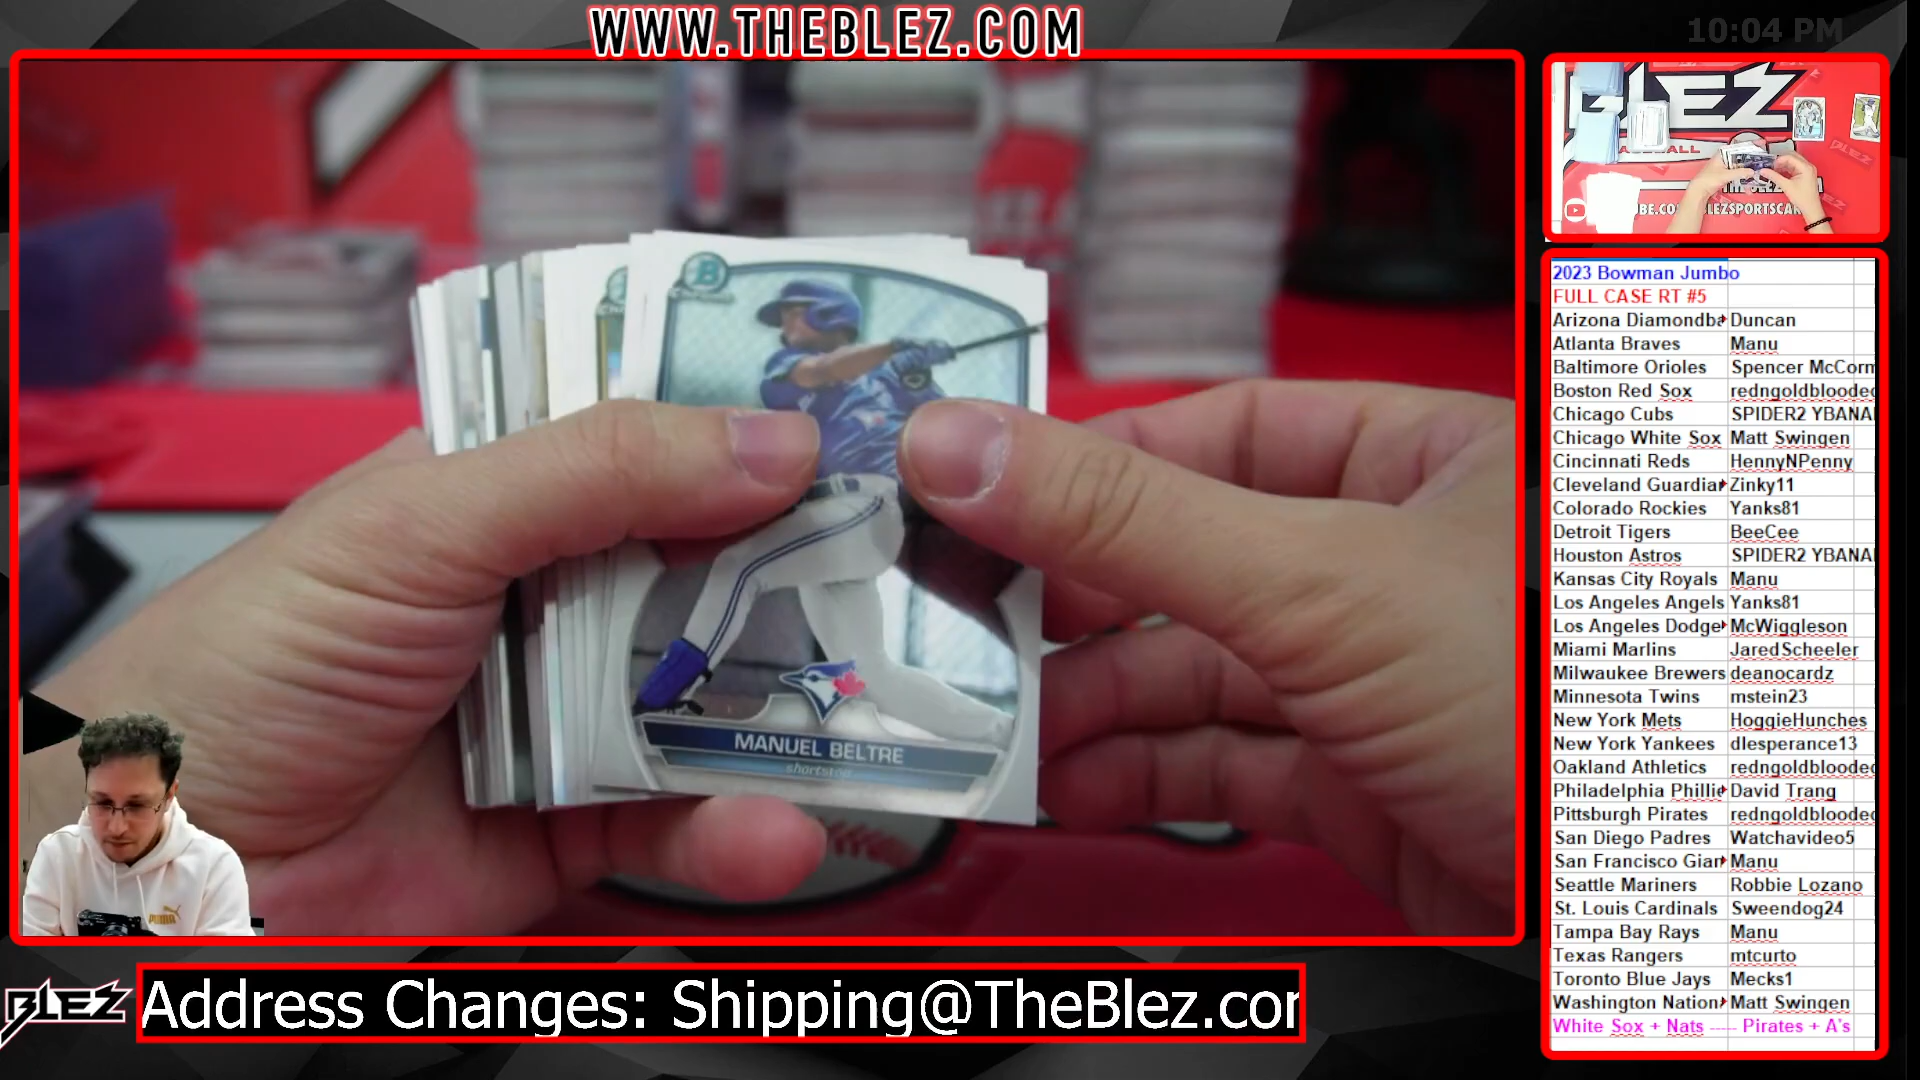 WWW.THEBLEZ.COM
10:04 PM
BLEZ
2023 Bowman Jumbo
FULL CASE RT #5
Arizona Diamondba Duncan
Atlanta Braves Manu
Baltimore Orioles Spencer McCorm
Boston Red Sox redngoldblooded
Chicago Cubs SPIDER2 YBANA
Chicago White Sox Matt Swingen
Cincinnati Reds HennyNPenny
Cleveland Guardian Zinky11
Colorado Rockies Yanks81
Detroit Tigers BeeCee
Houston Astros SPIDER2 YBANA
Kansas City Royals Manu
Los Angeles Angels Yanks81
Los Angeles Dodge McWiggleson
Miami Marlins JaredScheeler
Milwaukee Brewers deanocardz
Minnesota Twins mstein23
New York Mets HoggieHunches
New York Yankees dlesperance13
Oakland Athletics redngoldblooded
Philadelphia Phillie David Trang
Pittsburgh Pirates redngoldblooded
San Diego Padres Watchavideo5
San Francisco Gian Manu
Seattle Mariners Robbie Lozano
St. Louis Cardinals Sweendog24
Tampa Bay Rays Manu
Texas Rangers mtcurto
Toronto Blue Jays Mecks1
Washington Nation Matt Swingen
White Sox + Nats ----- Pirates + A's
B
MANUEL BELTRE
shortstop
PUMA
BLEZ
Address Changes: Shipping@TheBlez.com